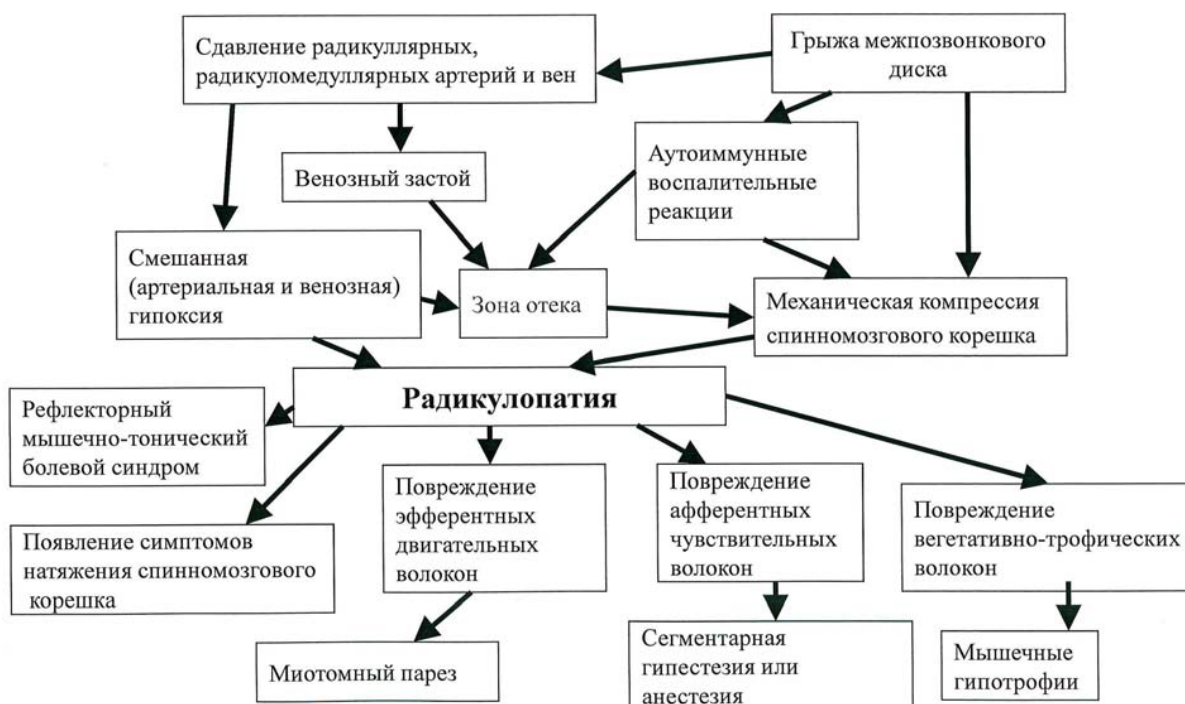 Сдавление радикуллярных,
радикуломедуллярных артерий и вен
Грыжа межпозвонкового
диска
Венозный застой
Аутоиммунные
воспалительные
реакции
Смешанная
(артериальная и венозная)
гипоксия
Зона отека
Механическая компрессия
спинномозгового корешка
Радикулопатия
Рефлекторный
мышечно-тонический
болевой синдром
Появление симптомов
натяжения спинномозгового
корешка
Повреждение
эфферентных
двигательных
волокон
Повреждение
афферентных
чувствительных
волокон
Повреждение
вегетативно-трофических
волокон
Миотомный парез
Сегментарная
гипестезия или
анестезия
Мышечные
гипотрофии